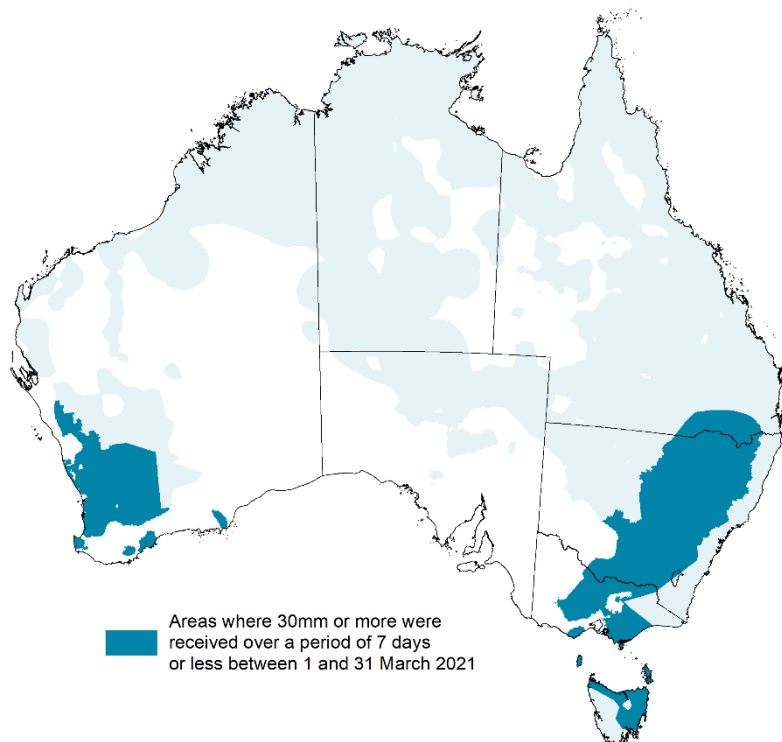 Areas where 30mm or more were
received over a period of 7 days
or less between 1 and 31 March 2021